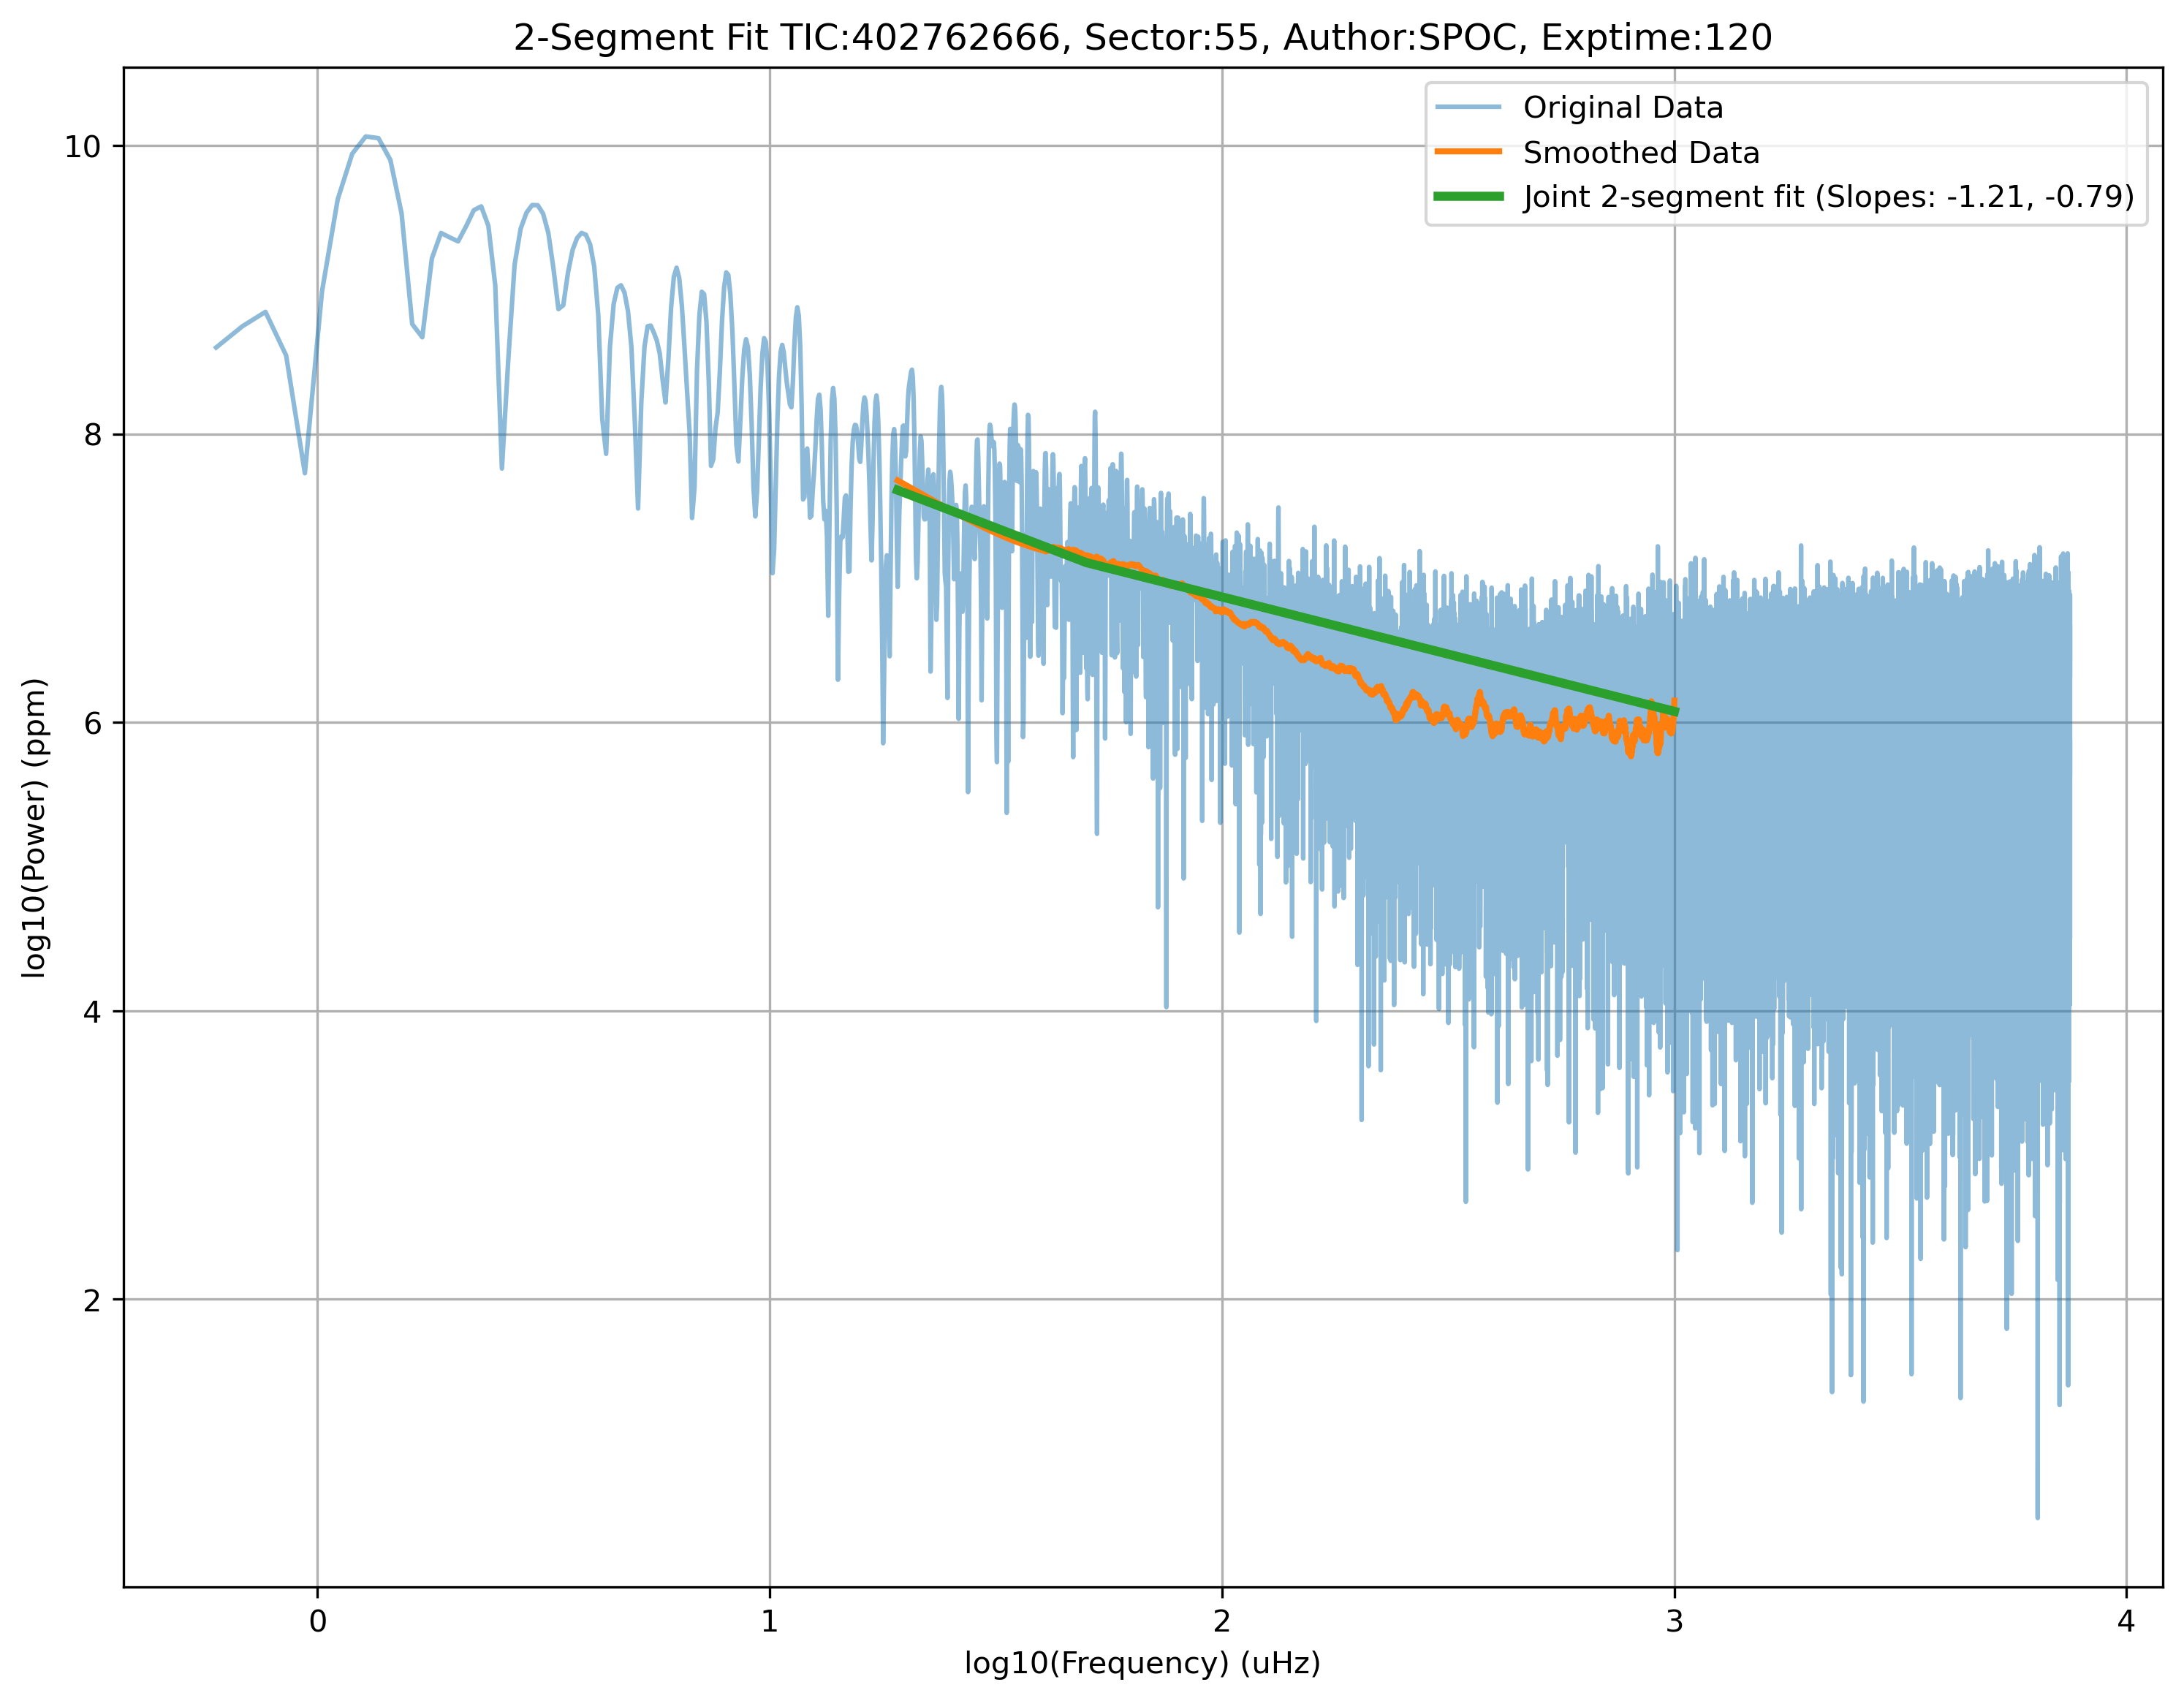 2-Segment Fit TIC:402762666, Sector:55, Author:SPOC, Exptime:120
Original Data
Smoothed Data
Joint 2-segment fit (Slopes: -1.21, -0.79)
log10(Power) (ppm)
10
8
6
4
2
0
1
2
3
4
log10(Frequency) (uHz)